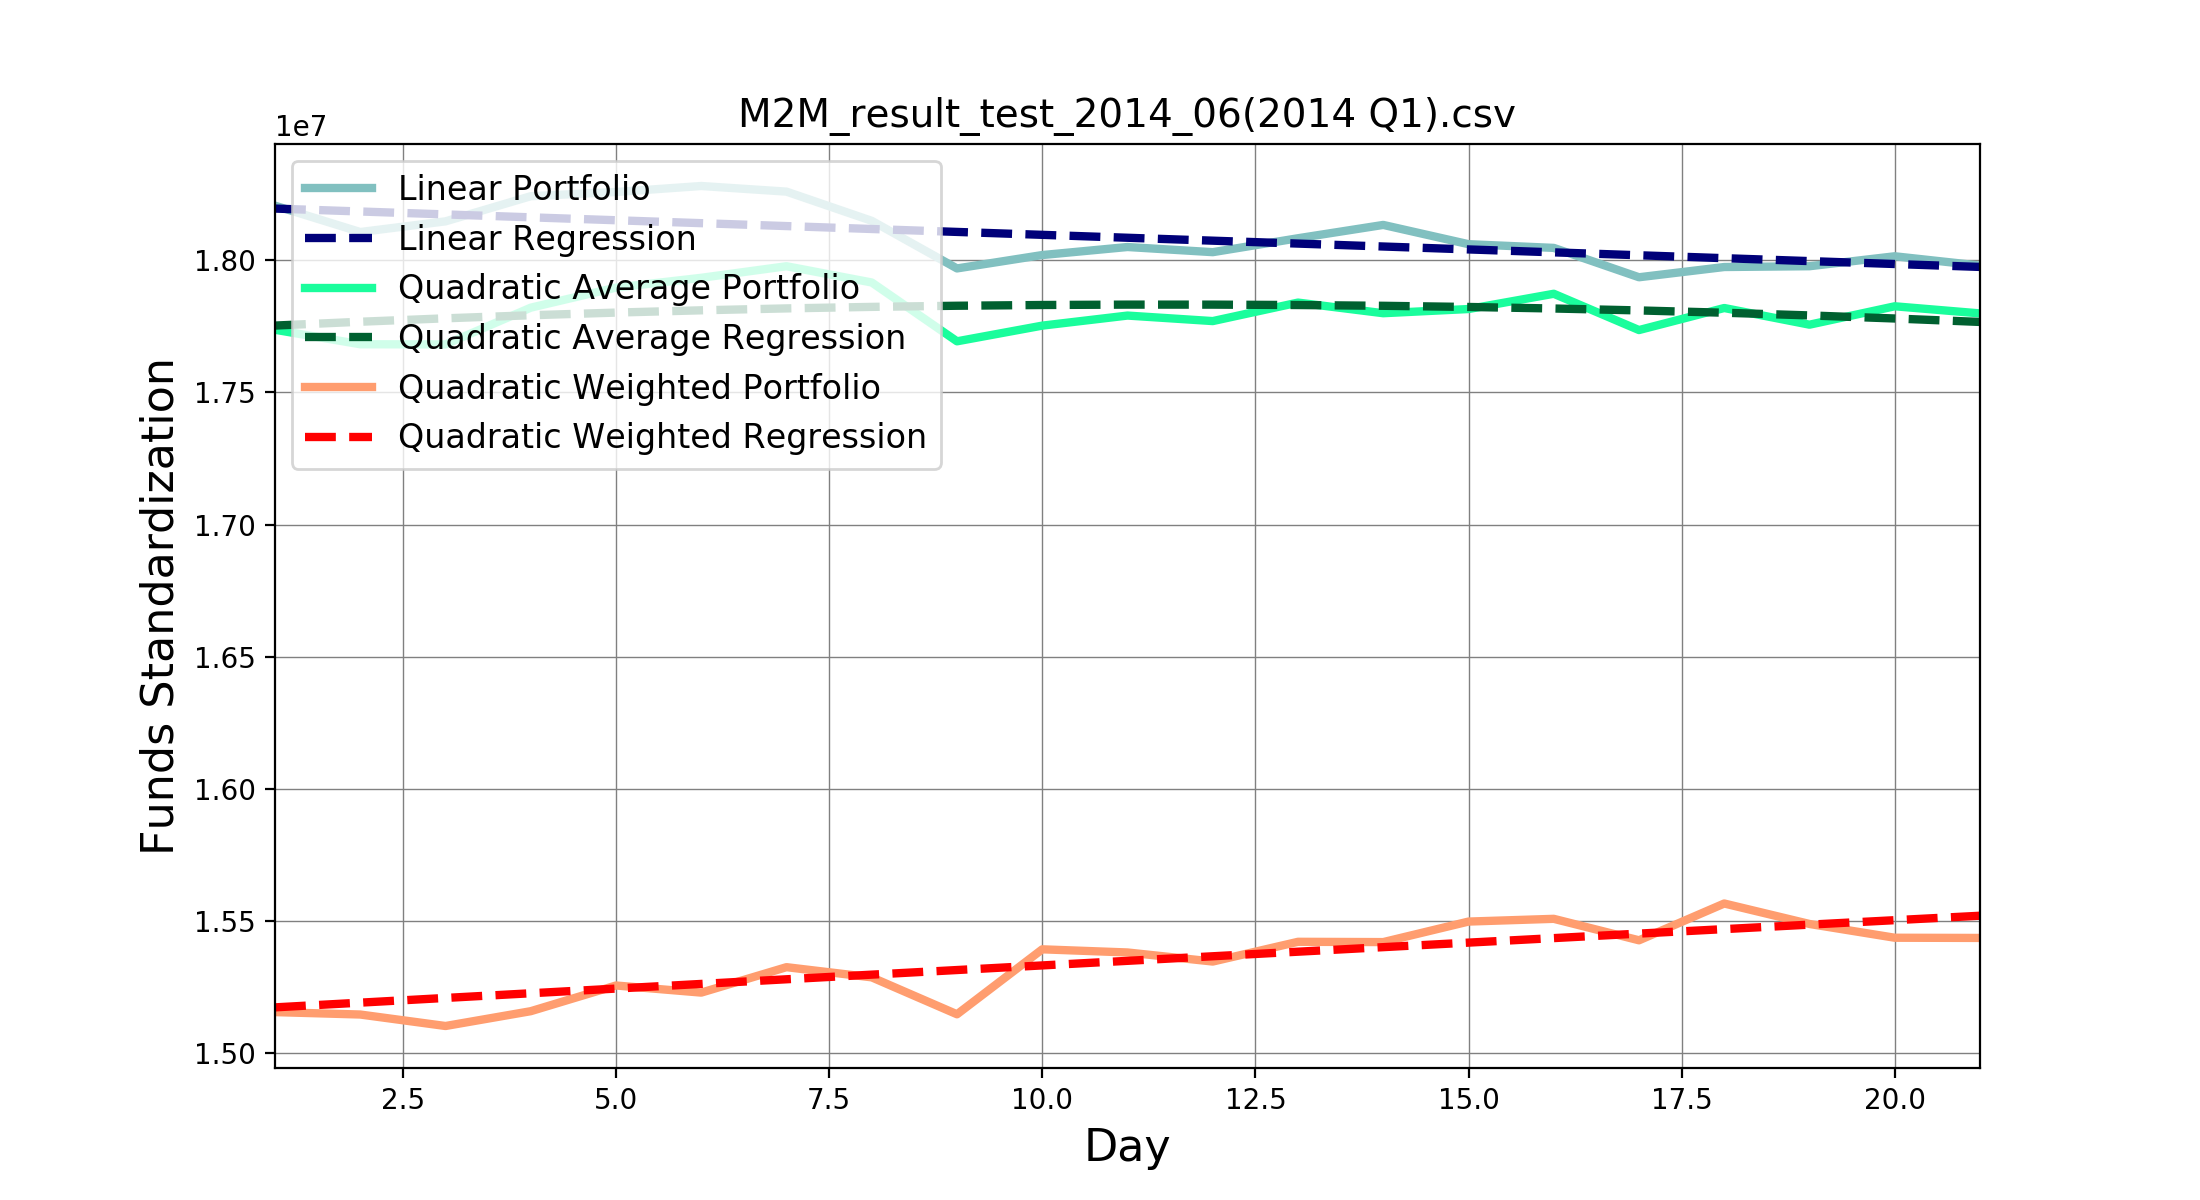 M2M_result_test_2014_06(2014 Q1).csv
1e7
Linear Portfolio
Linear Regression
Quadratic Average Portfolio
Quadratic Average Regression
Quadratic Weighted Portfolio
Quadratic Weighted Regression
1.80
1.75
1.70
1.65
1.60
1.55
1.50
Funds Standardization
2.5 5.0 7.5 10.0 12.5 15.0 17.5 20.0
Day